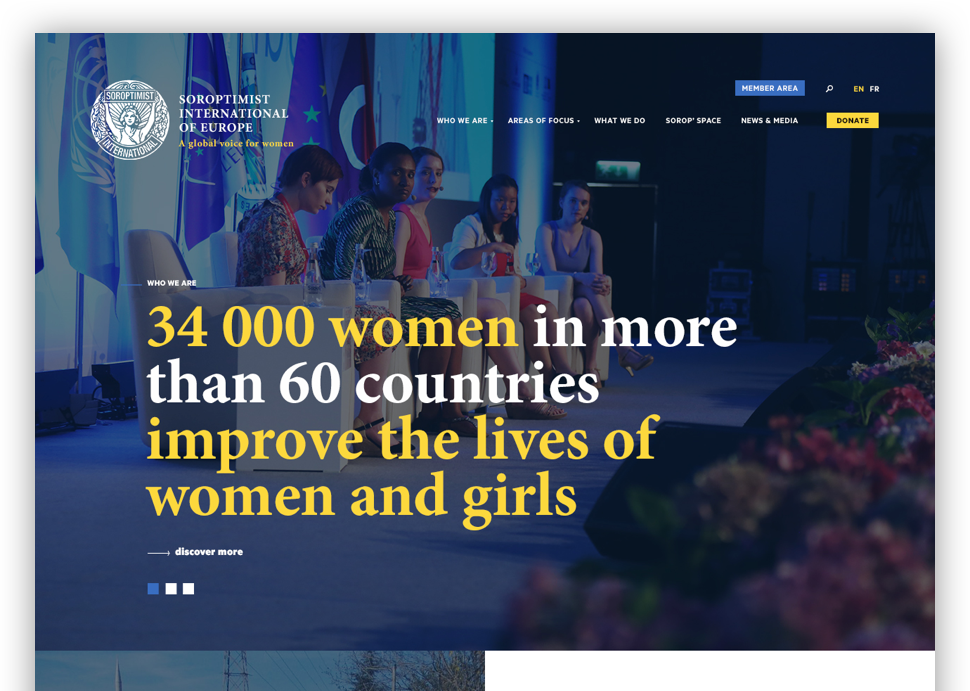 SOROPTIMIST
INTERNATIONAL
SOROPTIMIST
INTERNATIONAL
OF EUROPE
A global voice for women
MEMBER AREA
EN FR
WHO WE ARE
AREAS OF FOCUS
WHAT WE DO
SOROP' SPACE
NEWS & MEDIA
DONATE
WHO WE ARE
34 000 women in more
than 60 countries
improve the lives of
women and girls
discover more